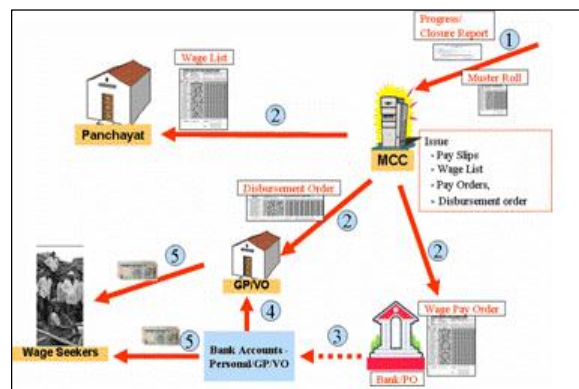 Progress/
Closure Report
1
Wage List
Muster Roll
2
Panchayat
MCC
Issue
- Pay Slips
- Wage List
- Pay Orders,
- Disbursement order
Disbursement Order
2
2
5
GP/VO
4
Wage Pay Order
Wage Seekers
5
Bank Accounts -
Personal/GP/VO
3
Bank/PO